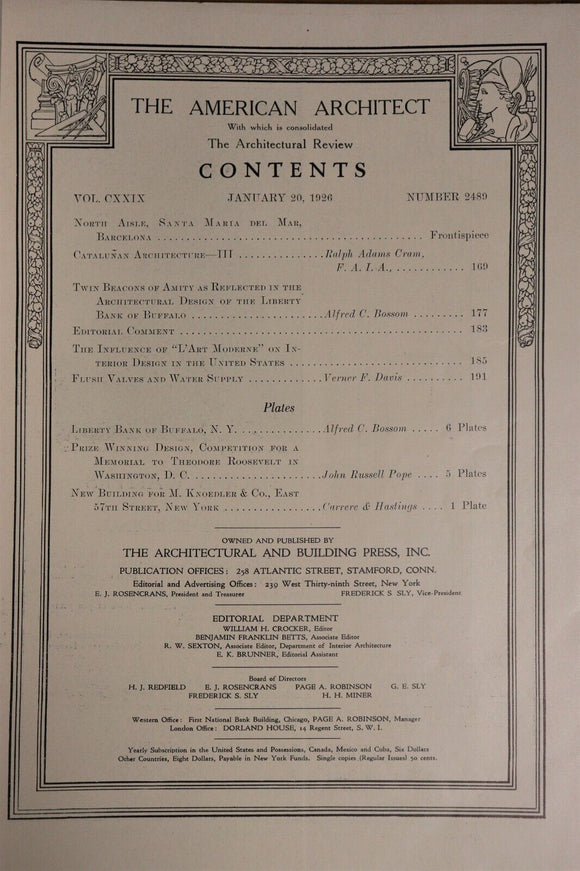 THE AMERICAN ARCHITECT
With which is consolidated
The Architectural Review
CONTENTS
VOL. CXXIX JANUARY 20, 1926 NUMBER 2489
North Aisle, Santa Maria del Mar,
Barcelona .......... Frontispiece
Cataluñan Architecture—III .......... Ralph Adams Cram,
F. A. I. A., .......... 169
Twin Beacons of Amity as Reflected in the
Architectural Design of the Liberty
Bank of Buffalo .......... Alfred C. Bossom .......... 177
Editorial Comment .......... 183
The Influence of "L'Art Moderne" on In-
terior Design in the United States .......... 185
Flush Valves and Water Supply .......... Verner F. Davis .......... 191
Plates
Liberty Bank of Buffalo, N. Y. .......... Alfred C. Bossom ..... 6 Plates
Prize Winning Design, Competition for a
Memorial to Theodore Roosevelt in
Washington, D. C. .......... John Russell Pope .... 5 Plates
New Building for M. Knoedler & Co., East
57th Street, New York .......... Carrere & Hastings .... 1 Plate
OWNED AND PUBLISHED BY
THE ARCHITECTURAL AND BUILDING PRESS, INC.
PUBLICATION OFFICES: 258 ATLANTIC STREET, STAMFORD, CONN.
Editorial and Advertising Offices: 239 West Thirty-ninth Street, New York
E. J. ROSENCRANS, President and Treasurer FREDERICK S. SLY, Vice-President
EDITORIAL DEPARTMENT
WILLIAM H. CROCKER, Editor
BENJAMIN FRANKLIN BETTS, Associate Editor
R. W. SEXTON, Associate Editor, Department of Interior Architecture
E. K. BRUNNER, Editorial Assistant
Board of Directors
H. J. REDFIELD E. J. ROSENCRANS PAGE A. ROBINSON G. E. SLY
FREDERICK S. SLY H. H. MINER
Western Office: First National Bank Building, Chicago, PAGE A. ROBINSON, Manager
London Office: DORLAND HOUSE, 14 Regent Street, S. W. I.
Yearly Subscription in the United States and Possessions, Canada, Mexico and Cuba, Six Dollars
Other Countries, Eight Dollars, Payable in New York Funds. Single copies (Regular Issues) 50 cents.